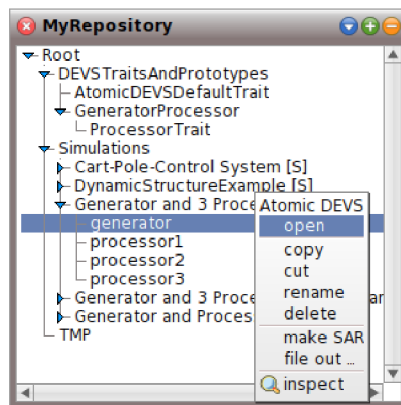 MyRepository
Root
DEVSTraitsAndPrototypes
AtomicDEVSDefaultTrait
GeneratorProcessor
ProcessorTrait
Simulations
Cart-Pole-Control System [S]
DynamicStructureExample [S]
Generator and 3 Proce
generator
processor1
processor2
processor3
Generator and 3 Proce ar
Generator and Proces
TMP
Atomic DEVS
open
copy
cut
rename
delete
make SAR
file out ...
inspect